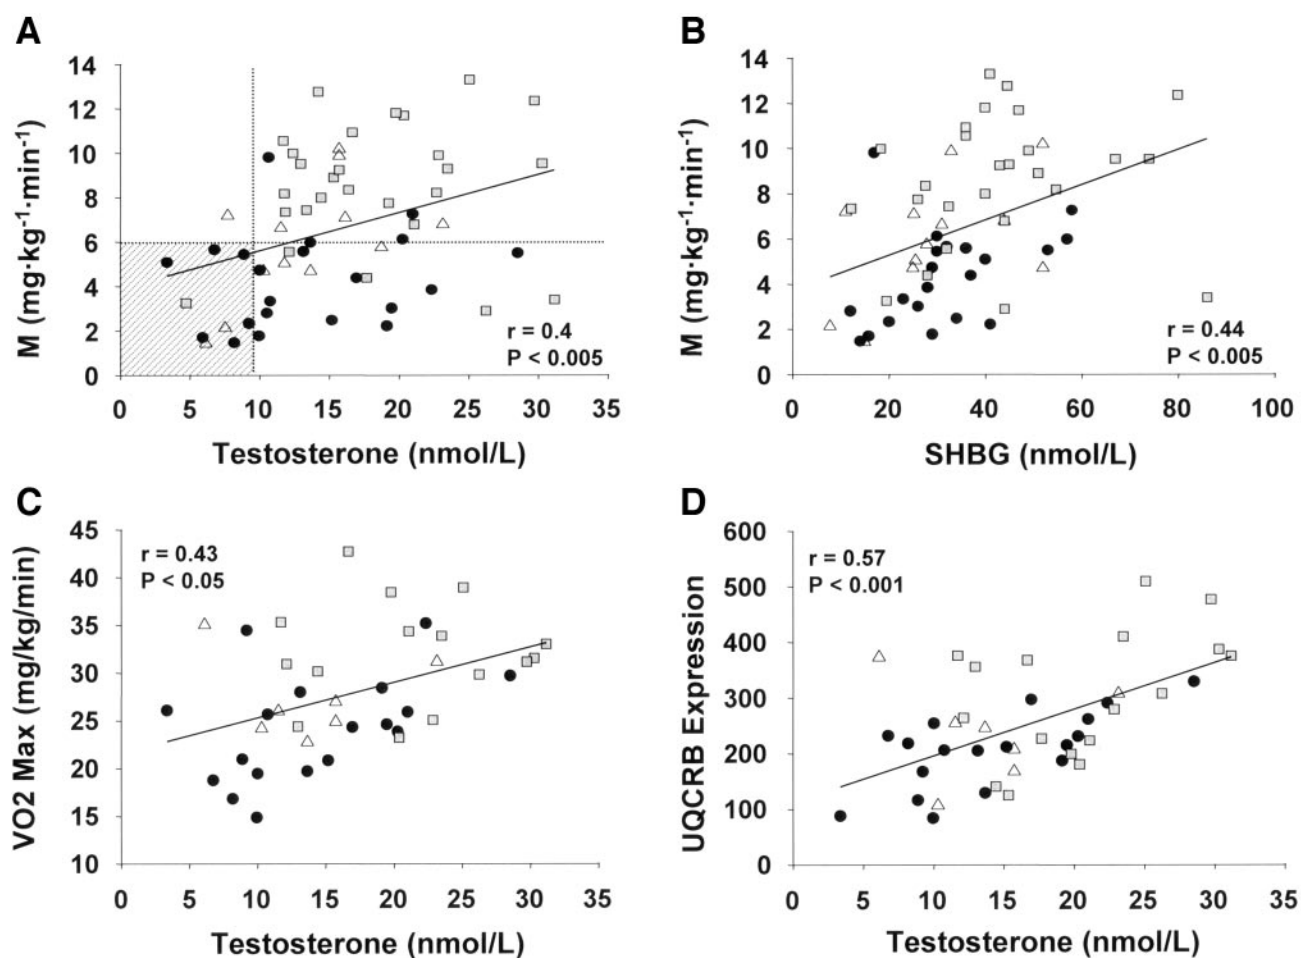 A
14
12
10
8
6
4
2
0
M (mg·kg⁻¹·min⁻¹)
r = 0.4
P < 0.005
0 5 10 15 20 25 30 35
Testosterone (nmol/L)
B
14
12
10
8
6
4
2
0
M (mg·kg⁻¹·min⁻¹)
r = 0.44
P < 0.005
0 20 40 60 80 100
SHBG (nmol/L)
C
45
40
35
30
25
20
15
10
VO2 Max (mg/kg/min)
r = 0.43
P < 0.05
0 5 10 15 20 25 30 35
Testosterone (nmol/L)
D
600
500
400
300
200
100
0
UQCRB Expression
r = 0.57
P < 0.001
0 5 10 15 20 25 30 35
Testosterone (nmol/L)